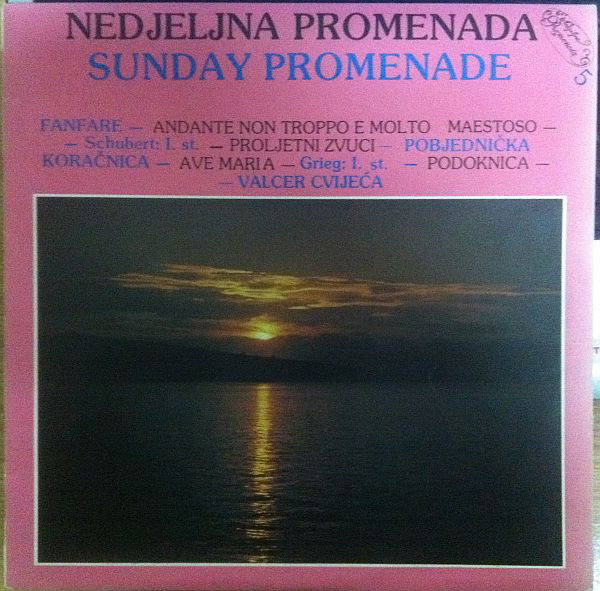 NEDJELJNA PROMENADA
SUNDAY PROMENADE
FANFARE — ANDANTE NON TROPPO E MOLTO MAESTOSO —
— Schubert: I. st. — PROLJETNI ZVUCI — POBJEDNIČKA
KORAČNICA — AVE MARIA — Grieg: I. st. — PODOKNICA —
— VALCER CVIJEĆA
5